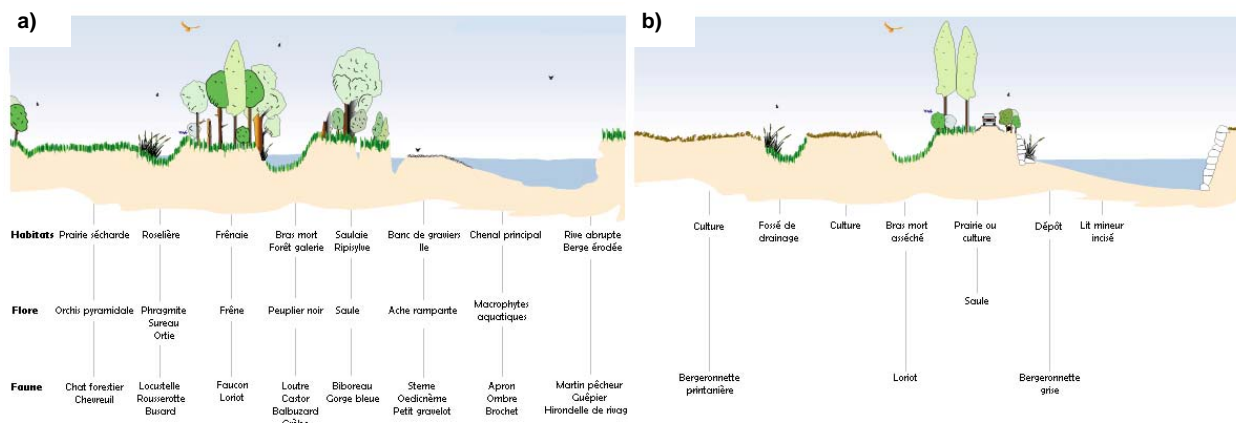 a)
Habitats Prairie sécharde Roselière Frênaie Bras mort Saulaie Banc de graviers Chenal principal Rive abrupte
Forêt galerie Ripisylve Ile Berge érodée
Flore Orchis pyramidale Phragmite Frêne Peuplier noir Saule Ache rampante Macrophytes
Sureau aquatiques
Ortie
Faune Chat forestier Locustelle Faucon Loutre Biboreau Sterne Apron Martin pêcheur
Chevreuil Rousserotte Loriot Castor Gorge bleue Oedicnème Ombre Guêpier
Busard Balbuzard Petit gravelot Brochet Hirondelle de rivag
b)
Culture Fossé de Culture Bras mort Prairie ou Dépôt Lit mineur
drainage asséché culture incisé
Saule
Bergeronnette Loriot Bergeronnette
printanière grise